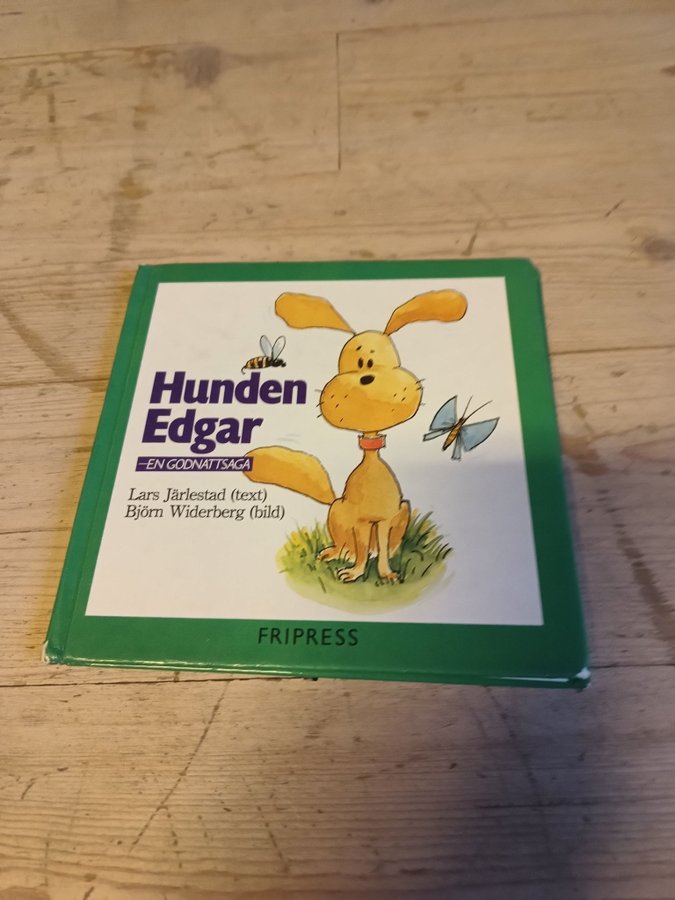 Hunden
Edgar
–EN GODNATTSAGA
Lars Järlestad (text)
Björn Widerberg (bild)
FRIPRESS